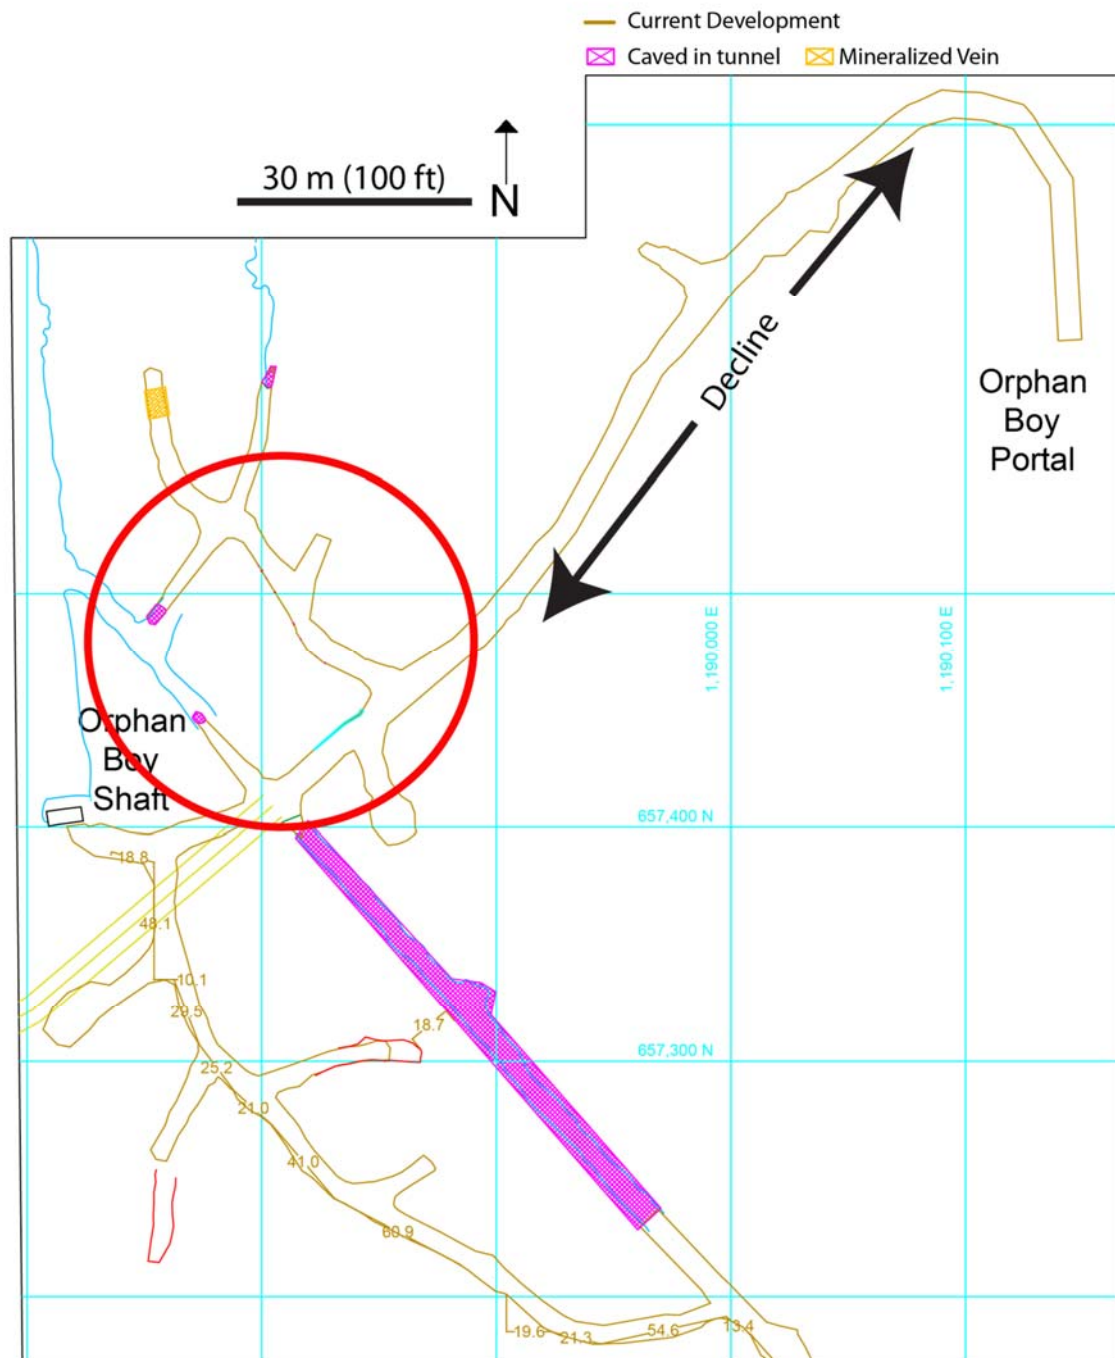 Current Development
Caved in tunnel
Mineralized Vein
30 m (100 ft)
N
Decline
Orphan
Boy
Portal
1,190,000 E
1,190,100 E
Orphan
Boy
Shaft
657,400 N
18.8
48.1
10.1
29.5
18.7
657,300 N
25.2
21.0
41.0
60.9
19.6
21.3
54.6
13.4